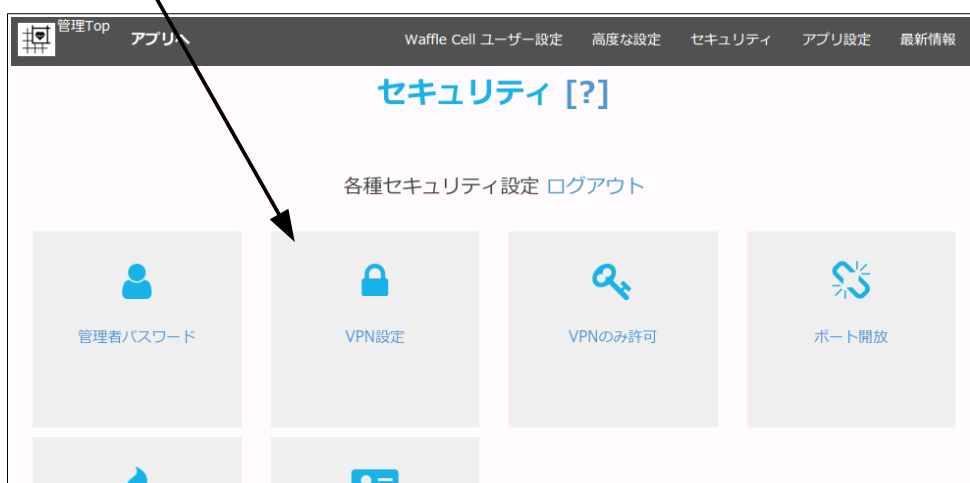 管理Top
アプリへ
Waffle Cell ユーザー設定 高度な設定 セキュリティ アプリ設定 最新情報
セキュリティ [?]
各種セキュリティ設定 ログアウト
管理者パスワード VPN設定 VPNのみ許可 ポート開放